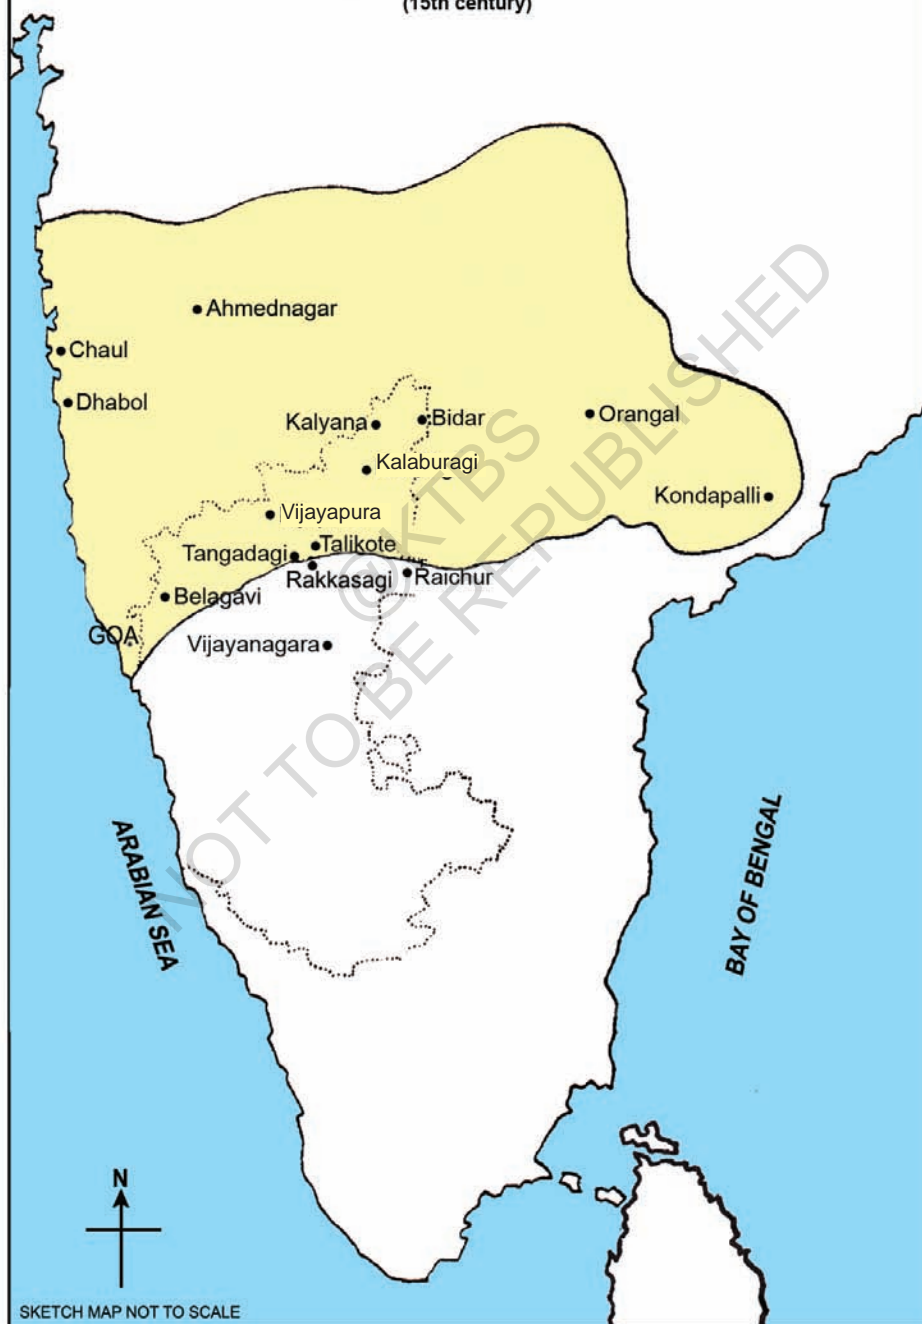 (15th century)
Ahmednagar
Chaul
Dhabol
Kalyana
Bidar
Orangal
Kalaburagi
Kondapalli
Vijayapura
Talikote
Tangadagi
Rakkasagi
Raichur
Belagavi
GOA
Vijayanagara
ARABIAN SEA
BAY OF BENGAL
@KTBS
NOT TO BE REPUBLISHED
N
SKETCH MAP NOT TO SCALE